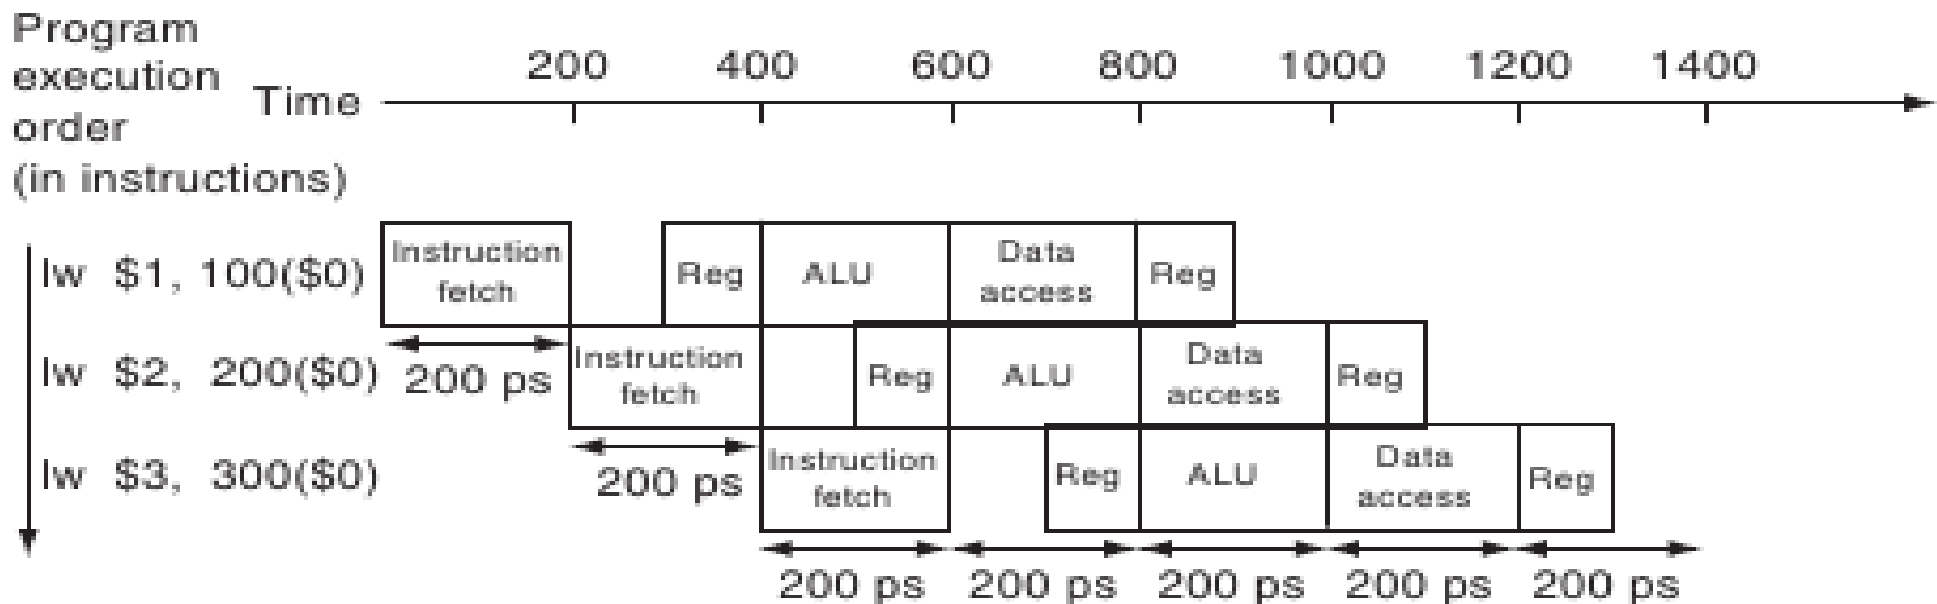 Program
execution
order
(in instructions)
Time
200 400 600 800 1000 1200 1400
lw $1, 100($0)
Instruction
fetch
Reg
ALU
Data
access
Reg
200 ps
lw $2, 200($0)
Instruction
fetch
Reg
ALU
Data
access
Reg
200 ps
lw $3, 300($0)
Instruction
fetch
Reg
ALU
Data
access
Reg
200 ps 200 ps 200 ps 200 ps 200 ps